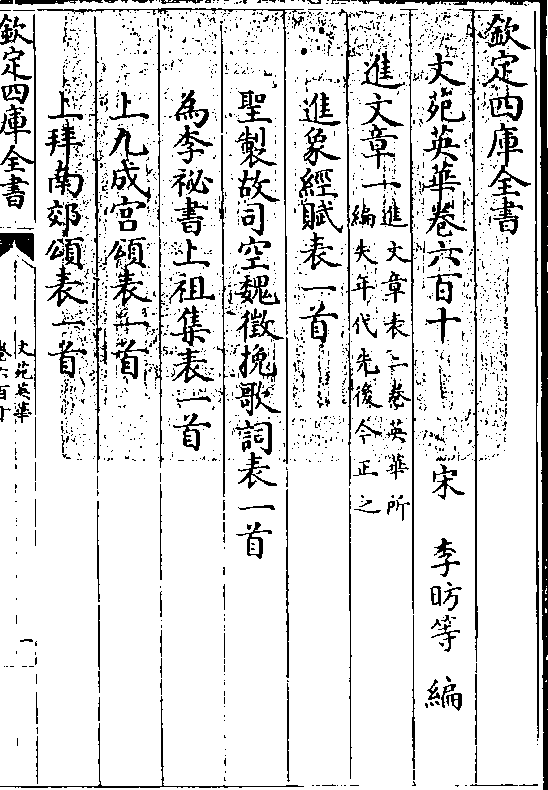 欽定四庫全書
文苑英華卷六百十
宋 李昉等 編
進文章一進文章表二卷英華所編失年代先後今正之
進象經賦表一首
聖製故司空魏徵挽歌詞表一首
為李祕書上祖集表一首
上九成宮頌表一首
上拜南郊頌表一首
欽定四庫全書
文苑英華
卷六百十
一